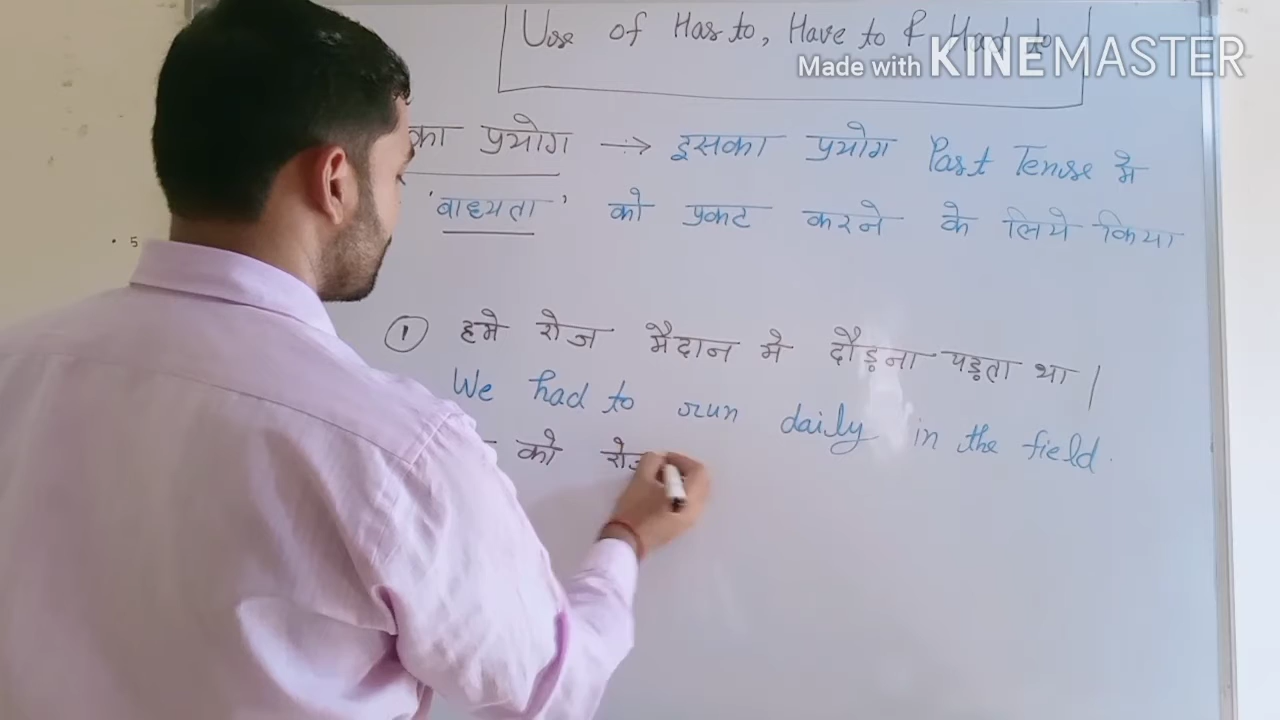 Use of Has to, Have to & Had to
Made with KINEMASTER
का प्रयोग → इसका प्रयोग Past Tense मे
'वाध्यता' को प्रकट करने के लिये किया
• 5
① हमे रोज मैदान मे दौड़ना पड़ता था।
We had to run daily in the field.
को रोज